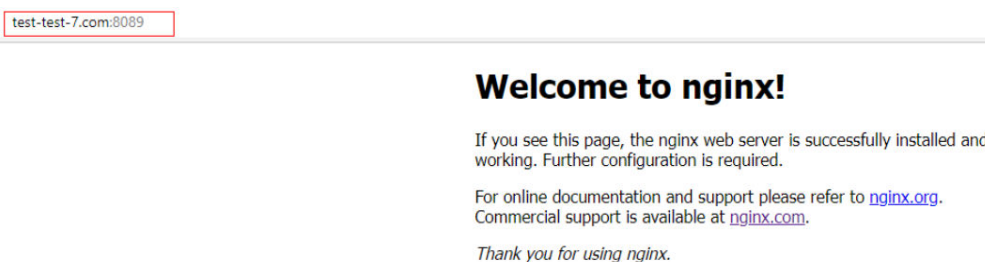 test-test-7.com:8089
Welcome to nginx!
If you see this page, the nginx web server is successfully installed and
working. Further configuration is required.
For online documentation and support please refer to nginx.org.
Commercial support is available at nginx.com.
Thank you for using nginx.